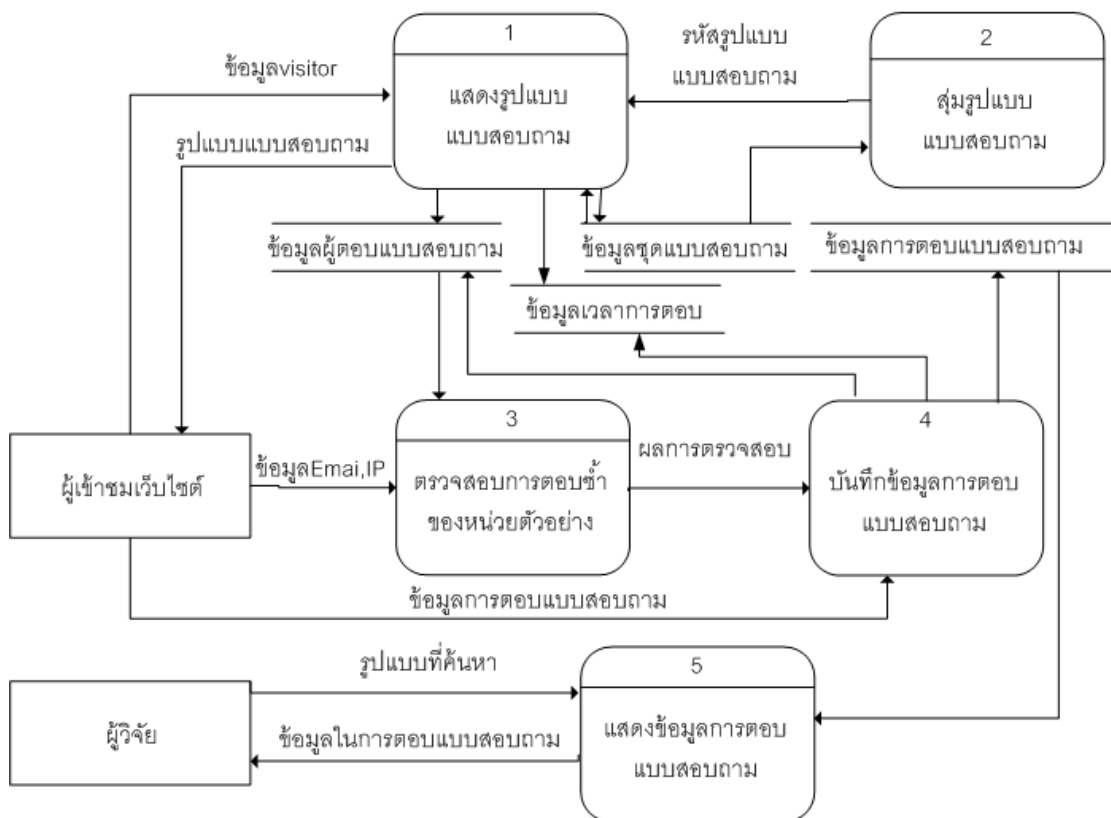 1
แสดงรูปแบบ
แบบสอบถาม
รหัสรูปแบบ
แบบสอบถาม
2
สุ่มรูปแบบ
แบบสอบถาม
ข้อมูลvisitor
รูปแบบแบบสอบถาม
ข้อมูลผู้ตอบแบบสอบถาม
ข้อมูลชุดแบบสอบถาม
ข้อมูลการตอบแบบสอบถาม
ข้อมูลเวลาการตอบ
ผู้เข้าชมเว็บไซต์
ข้อมูลEmai,IP
3
ตรวจสอบการตอบซ้ำ
ของหน่วยตัวอย่าง
ผลการตรวจสอบ
4
บันทึกข้อมูลการตอบ
แบบสอบถาม
ข้อมูลการตอบแบบสอบถาม
ผู้วิจัย
รูปแบบที่ค้นหา
ข้อมูลในการตอบแบบสอบถาม
5
แสดงข้อมูลการตอบ
แบบสอบถาม